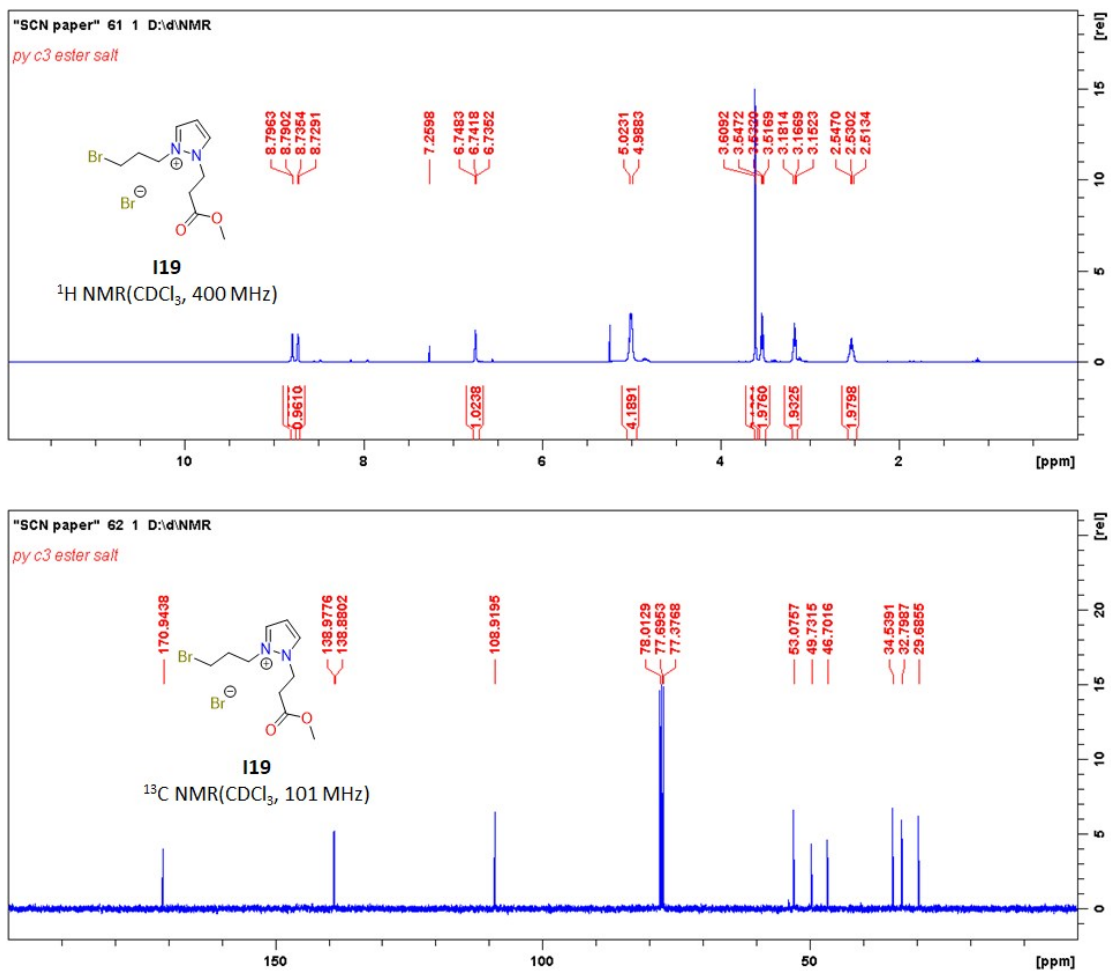 "SCN paper" 61 1 D:\d\NMR
[rel]
py c3 ester salt
8.7963
8.7902
8.7354
8.7291
7.2598
6.7483
6.7418
6.7352
5.0231
4.9883
3.6092
3.5472
3.5330
3.5169
3.1814
3.1669
3.1523
2.5470
2.5302
2.5134
Br
N
⊕
N
Br⊖
O
O
I19
¹H NMR(CDCl₃, 400 MHz)
15
10
5
0
0.9610
1.0238
4.1891
1.9760
1.9325
1.9798
10 8 6 4 2 [ppm]
"SCN paper" 62 1 D:\d\NMR
[rel]
py c3 ester salt
170.9438
138.9776
138.8802
108.9195
78.0129
77.6953
77.3768
53.0757
49.7315
46.7016
34.5391
32.7987
29.6855
Br
N
⊕
N
Br⊖
O
O
I19
¹³C NMR(CDCl₃, 101 MHz)
20
15
10
5
0
150 100 50 [ppm]